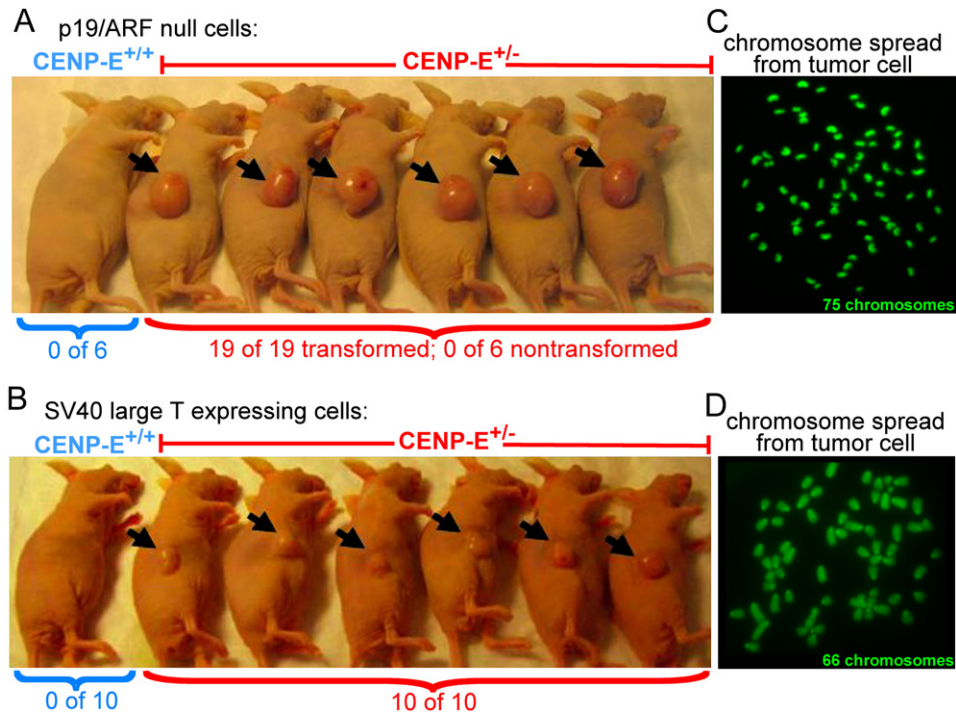 A
p19/ARF null cells:
CENP-E+/+
CENP-E+/-
0 of 6
19 of 19 transformed; 0 of 6 nontransformed
C
chromosome spread
from tumor cell
75 chromosomes
B
SV40 large T expressing cells:
CENP-E+/+
CENP-E+/-
0 of 10
10 of 10
D
chromosome spread
from tumor cell
66 chromosomes